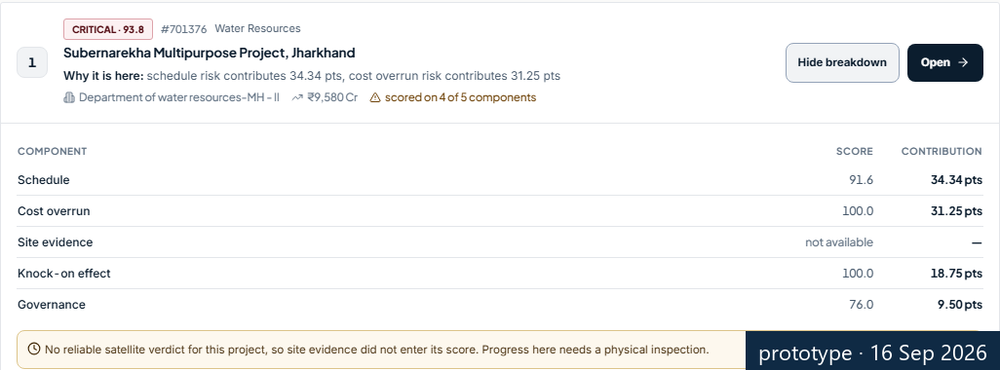 CRITICAL · 93.8 #701376 Water Resources
1 Subernarekha Multipurpose Project, Jharkhand
Why it is here: schedule risk contributes 34.34 pts, cost overrun risk contributes 31.25 pts
Department of water resources-MH - II ₹9,580 Cr scored on 4 of 5 components
Hide breakdown Open →
COMPONENT SCORE CONTRIBUTION
Schedule 91.6 34.34 pts
Cost overrun 100.0 31.25 pts
Site evidence not available —
Knock-on effect 100.0 18.75 pts
Governance 76.0 9.50 pts
No reliable satellite verdict for this project, so site evidence did not enter its score. Progress here needs a physical inspection.
prototype · 16 Sep 2026